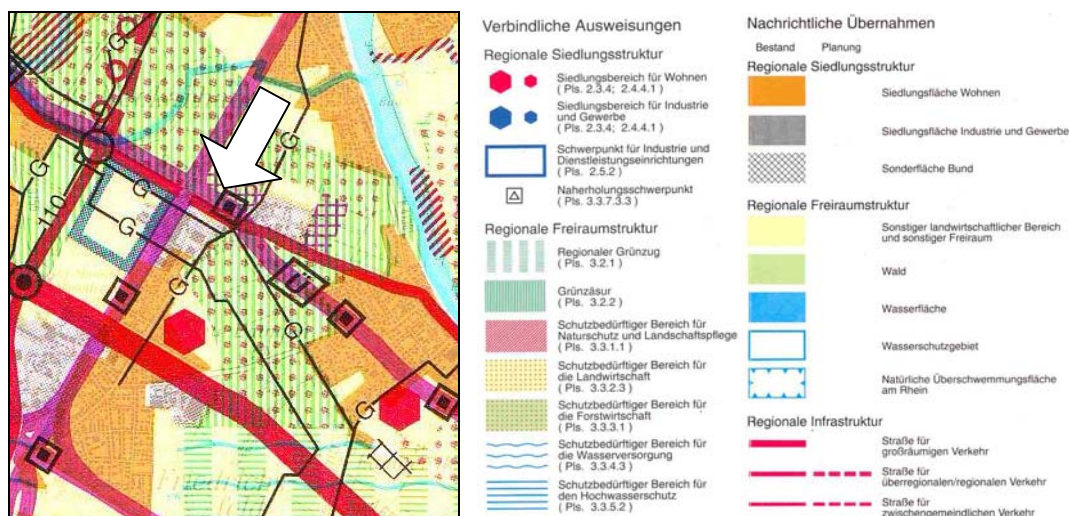 G
G
G
G
G
110
G
Ü
G
G
G
Verbindliche Ausweisungen
Regionale Siedlungsstruktur
Siedlungsbereich für Wohnen
( Pls. 2.3.4; 2.4.4.1 )
Siedlungsbereich für Industrie
und Gewerbe
( Pls. 2.3.4; 2.4.4.1 )
Schwerpunkt für Industrie und
Dienstleistungseinrichtungen
( Pls. 2.5.2 )
Naherholungsschwerpunkt
( Pls. 3.3.7.3.3 )
Regionale Freiraumstruktur
Regionaler Grünzug
( Pls. 3.2.1 )
Grünzäsur
( Pls. 3.2.2 )
Schutzbedürftiger Bereich für
Naturschutz und Landschaftspflege
( Pls. 3.3.1.1 )
Schutzbedürftiger Bereich für
die Landwirtschaft
( Pls. 3.3.2.3 )
Schutzbedürftiger Bereich für
die Forstwirtschaft
( Pls. 3.3.3.1 )
Schutzbedürftiger Bereich für
die Wasserversorgung
( Pls. 3.3.4.3 )
Schutzbedürftiger Bereich für
den Hochwasserschutz
( Pls. 3.3.5.2 )
Nachrichtliche Übernahmen
Bestand Planung
Regionale Siedlungsstruktur
Siedlungsfläche Wohnen
Siedlungsfläche Industrie und Gewerbe
Sonderfläche Bund
Regionale Freiraumstruktur
Sonstiger landwirtschaftlicher Bereich
und sonstiger Freiraum
Wald
Wasserfläche
Wasserschutzgebiet
Natürliche Überschwemmungsfläche
am Rhein
Regionale Infrastruktur
Straße für
großräumigen Verkehr
Straße für
überregionalen/regionalen Verkehr
Straße für
zwischengemeindlichen Verkehr